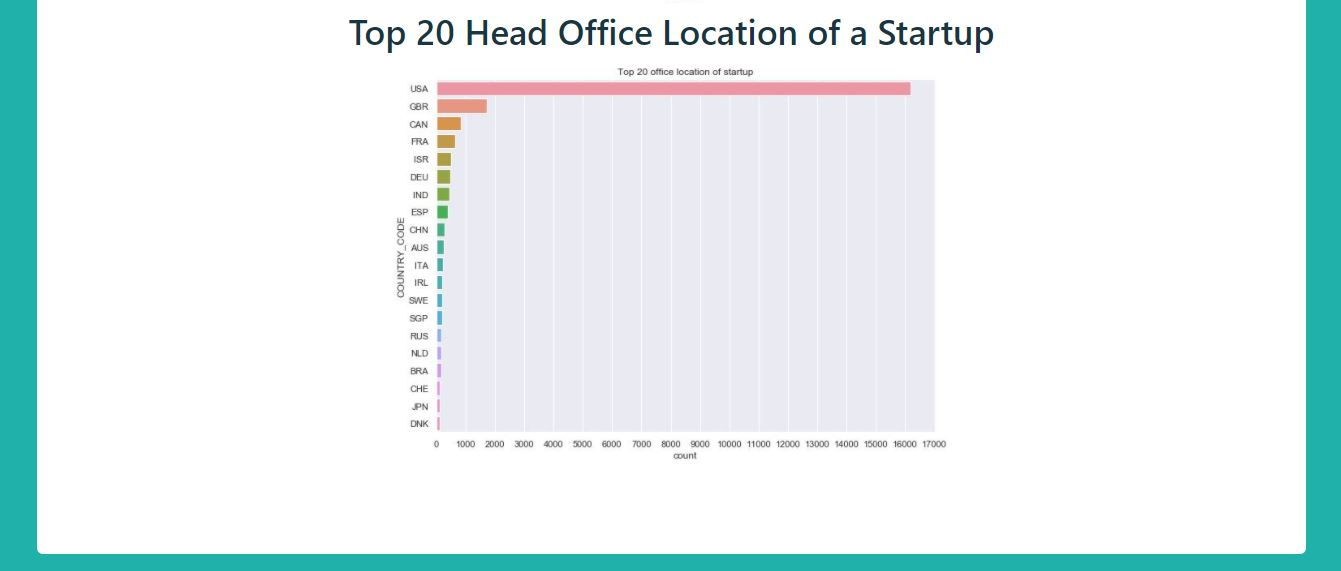 Top 20 Head Office Location of a Startup
Top 20 office location of startup
COUNTRY_CODE
USA
GBR
CAN
FRA
ISR
DEU
IND
ESP
CHN
AUS
ITA
IRL
SWE
SGP
RUS
NLD
BRA
CHE
JPN
DNK
0 1000 2000 3000 4000 5000 6000 7000 8000 9000 10000 11000 12000 13000 14000 15000 16000 17000
count